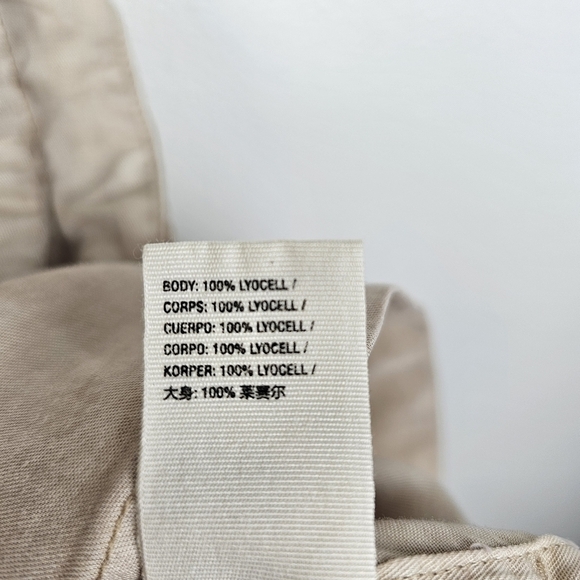 BODY: 100% LYOCELL /
CORPS: 100% LYOCELL /
CUERPO: 100% LYOCELL /
CORPO: 100% LYOCELL /
KORPER: 100% LYOCELL /
大身: 100% 莱赛尔